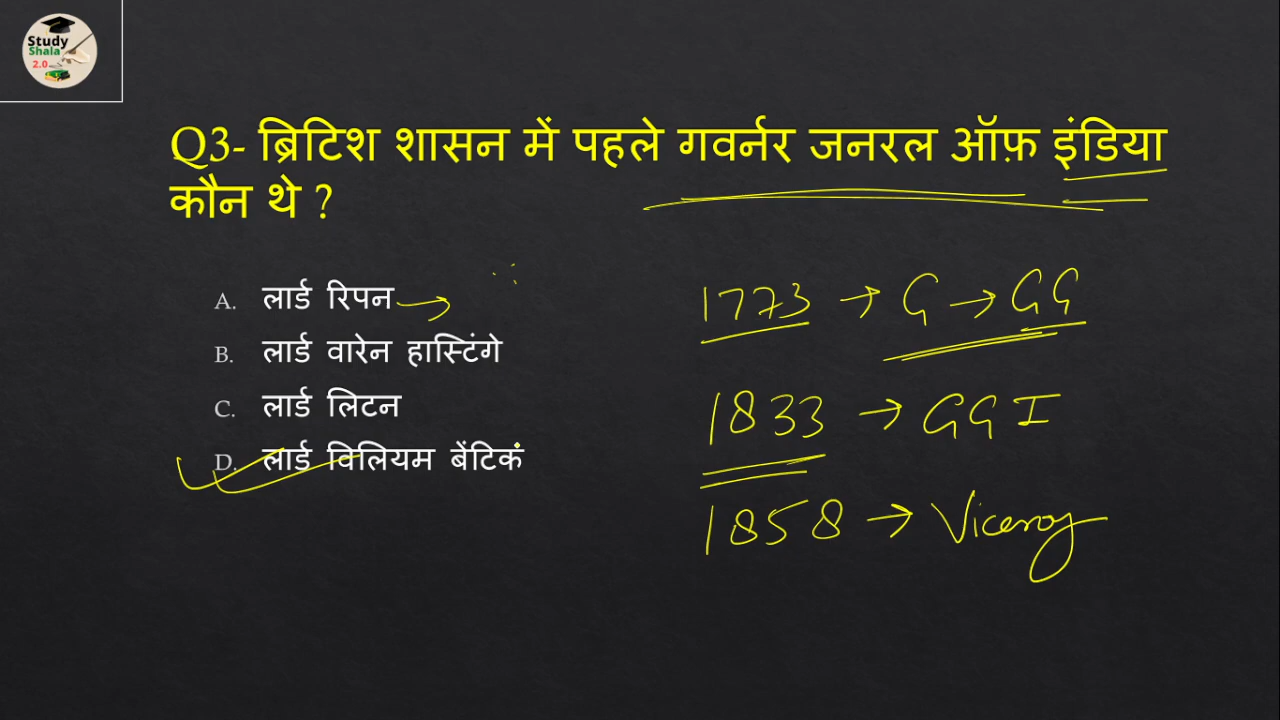 Study
Shala
2.0
Q3- ब्रिटिश शासन में पहले गवर्नर जनरल ऑफ़ इंडिया
कौन थे ?
A. लार्ड रिपन →
B. लार्ड वारेन हास्टिंगे
C. लार्ड लिटन
D. लार्ड विलियम बेंटिकं
1773 → G → GG
1833 → GGI
1858 → Viceroy